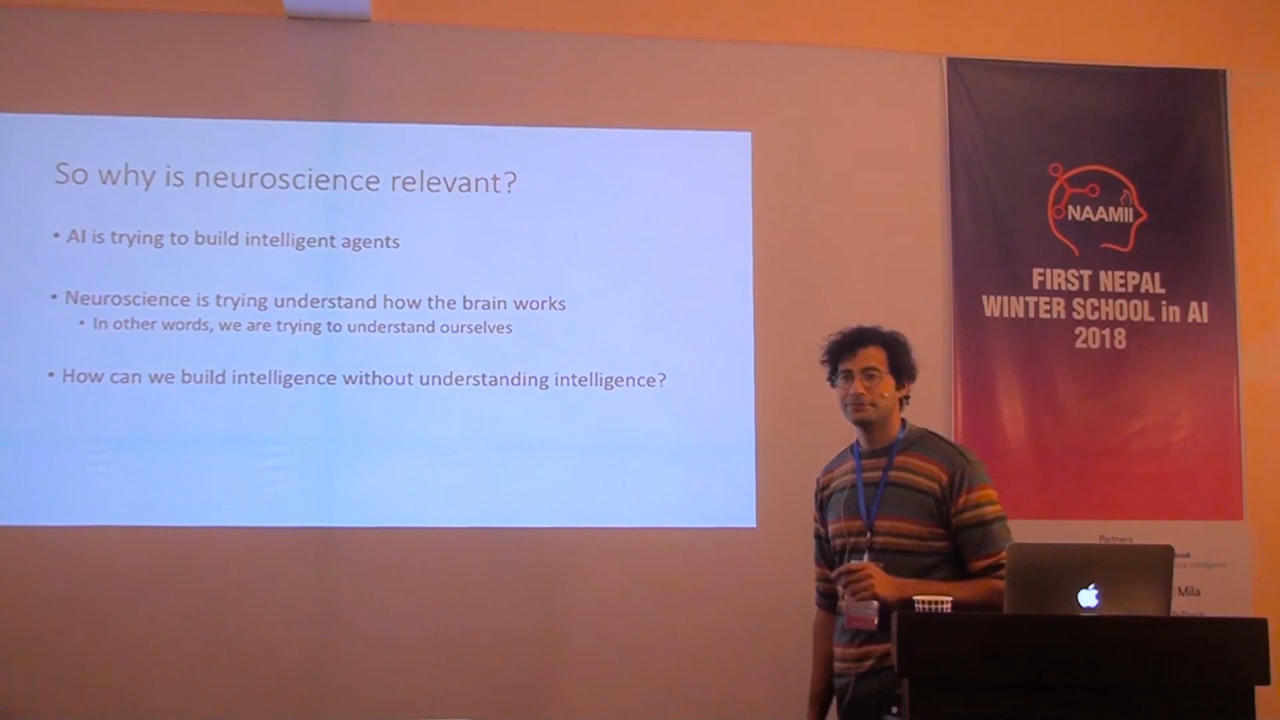 So why is neuroscience relevant?
• AI is trying to build intelligent agents
• Neuroscience is trying understand how the brain works
• In other words, we are trying to understand ourselves
• How can we build intelligence without understanding intelligence?
NAAMII
FIRST NEPAL
WINTER SCHOOL in AI
2018
Partners
Mila